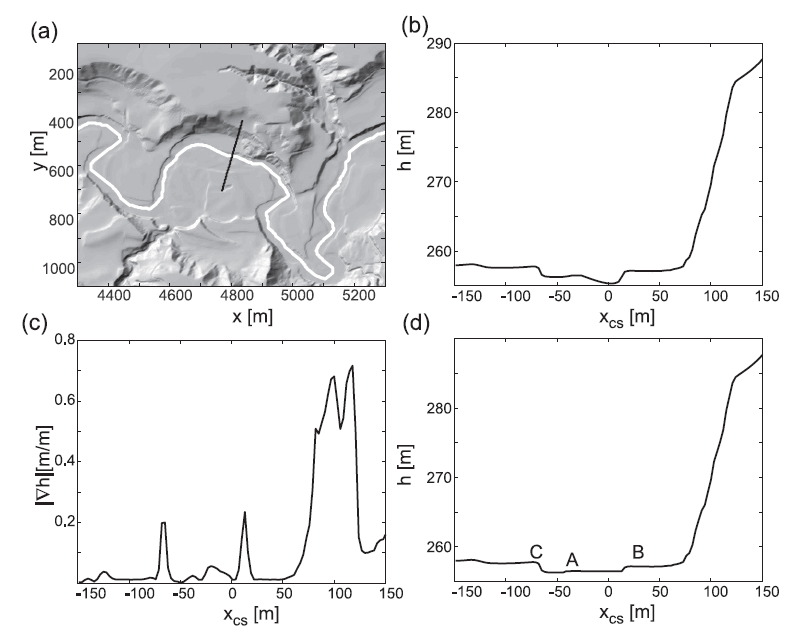 (a)
200
400
600
800
1000
y [m]
4400 4600 4800 5000 5200
x [m]
(b)
290
280
270
260
h [m]
-150 -100 -50 0 50 100 150
x_cs [m]
(c)
0.8
0.6
0.4
0.2
|∇h|[m/m]
-150 -100 -50 0 50 100 150
x_cs [m]
(d)
280
270
260
h [m]
C A B
-150 -100 -50 0 50 100 150
x_cs [m]